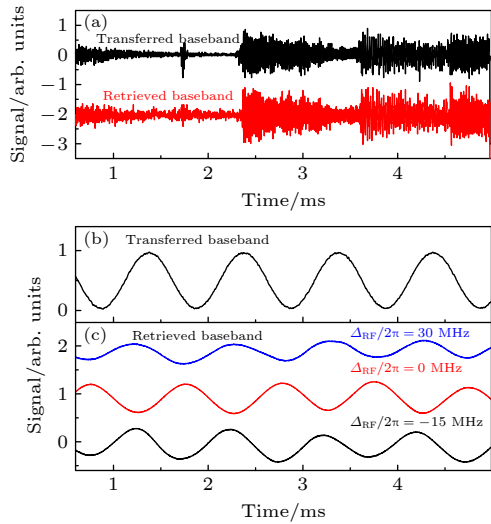 (a)
Transferred baseband
Retrieved baseband
Signal/arb. units
1
0
−1
−2
−3
1
2
3
4
Time/ms
(b)
Transferred baseband
1
0
(c)
Retrieved baseband
Δ_RF/2π = 30 MHz
Δ_RF/2π = 0 MHz
Δ_RF/2π = −15 MHz
Signal/arb. units
2
1
0
1
2
3
4
Time/ms